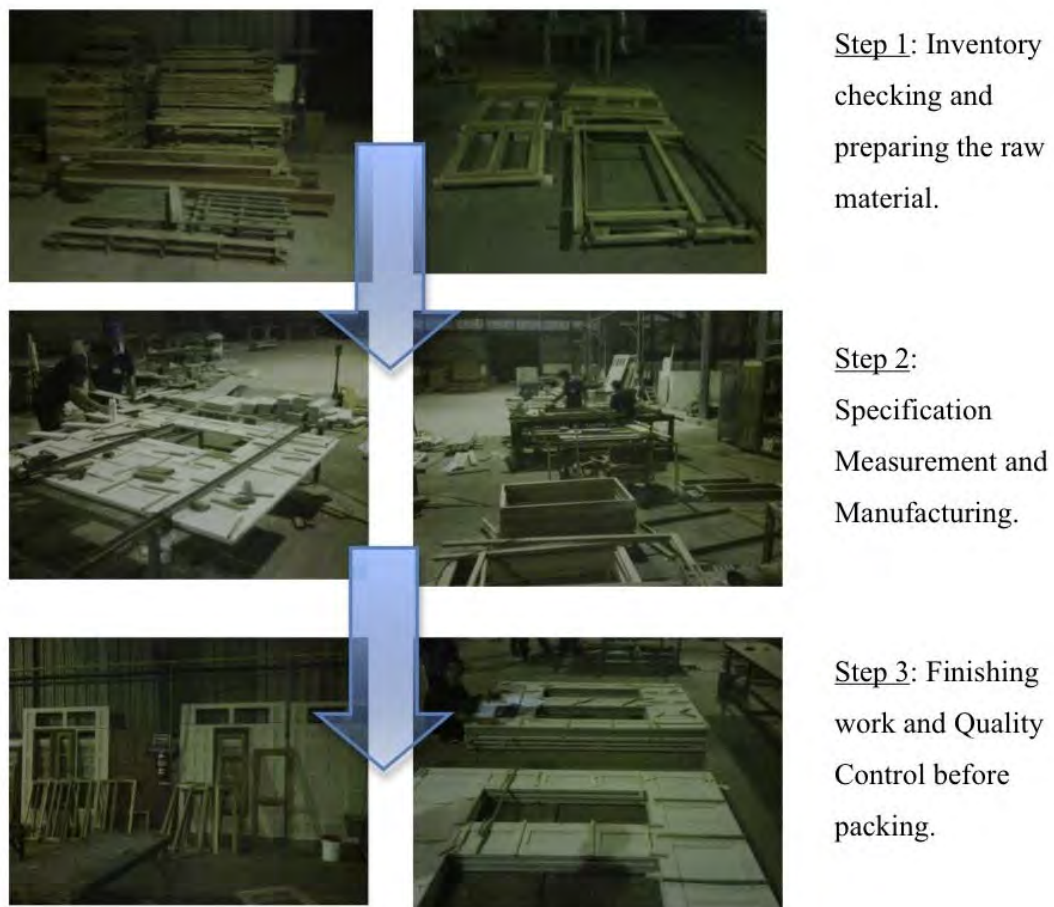 Step 1: Inventory
checking and
preparing the raw
material.
Step 2:
Specification
Measurement and
Manufacturing.
Step 3: Finishing
work and Quality
Control before
packing.